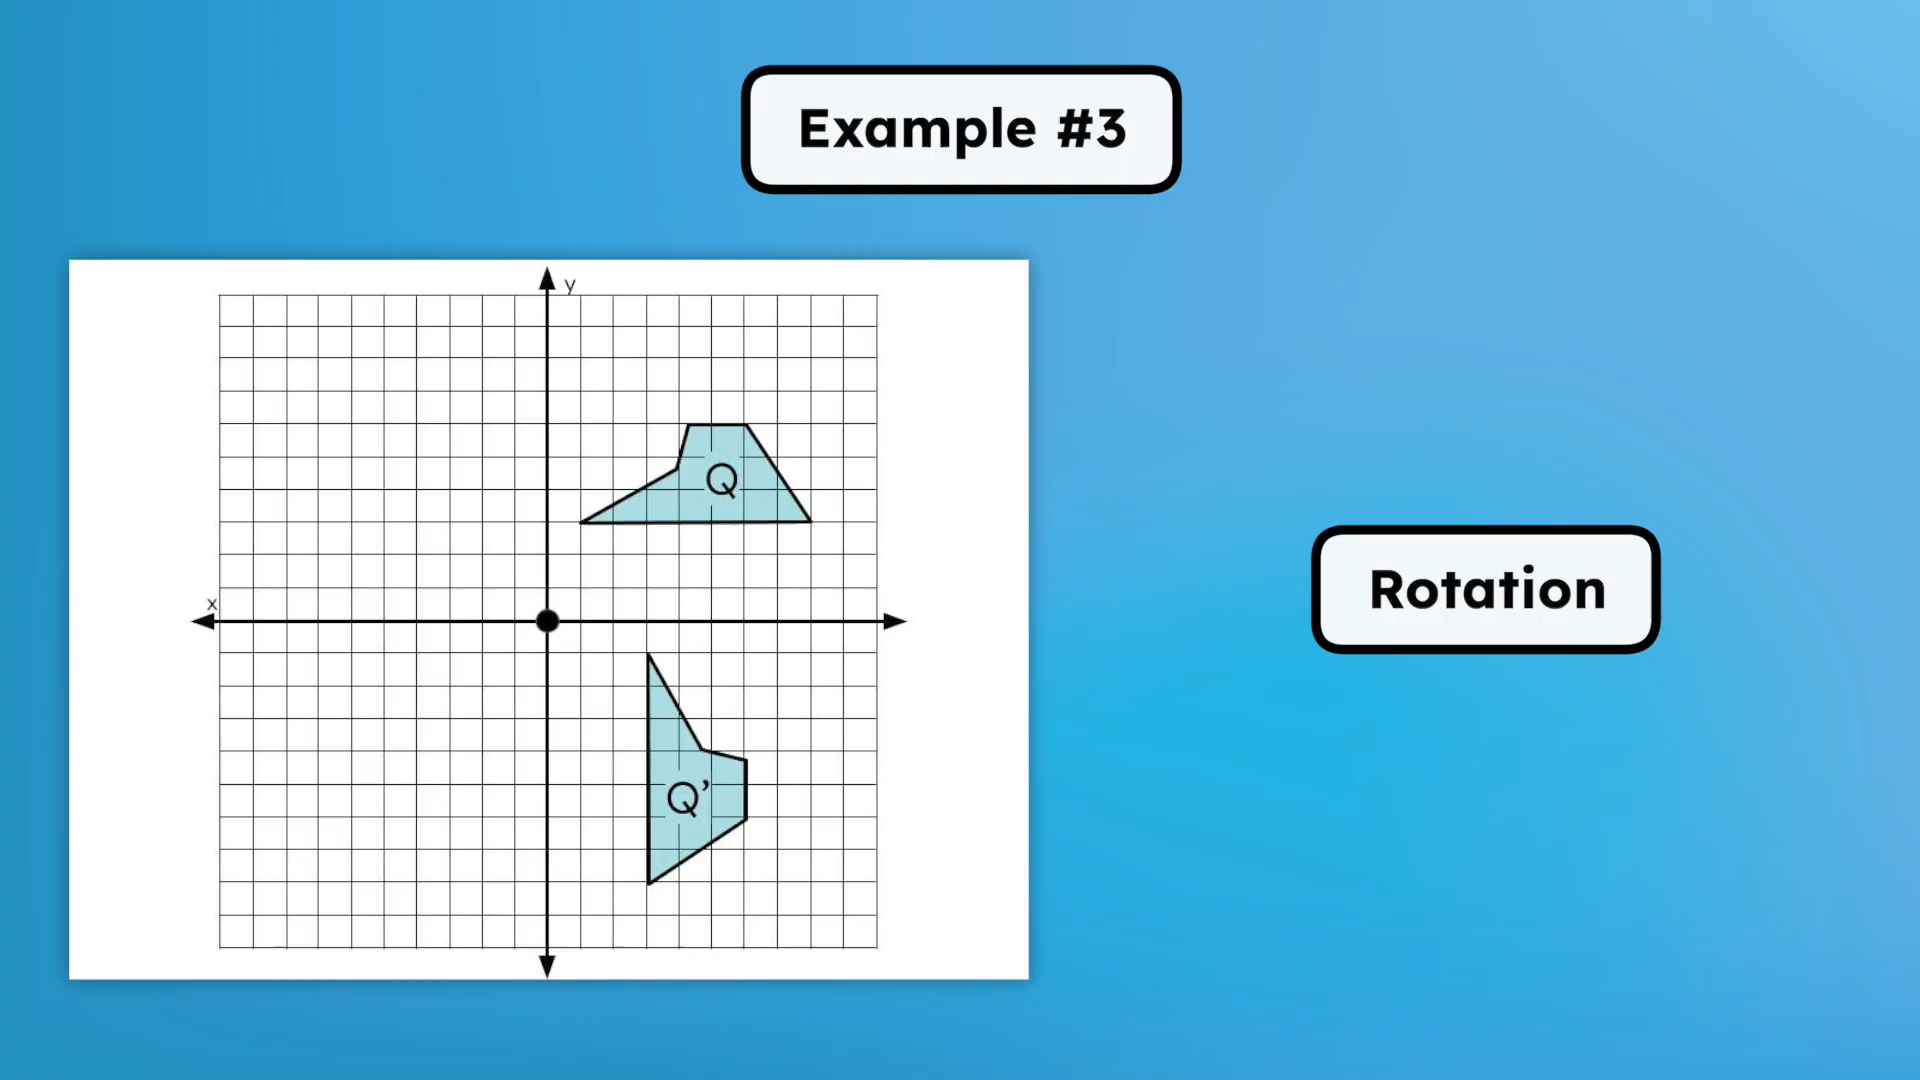 Example #3
y
Q
x
Rotation
Q’